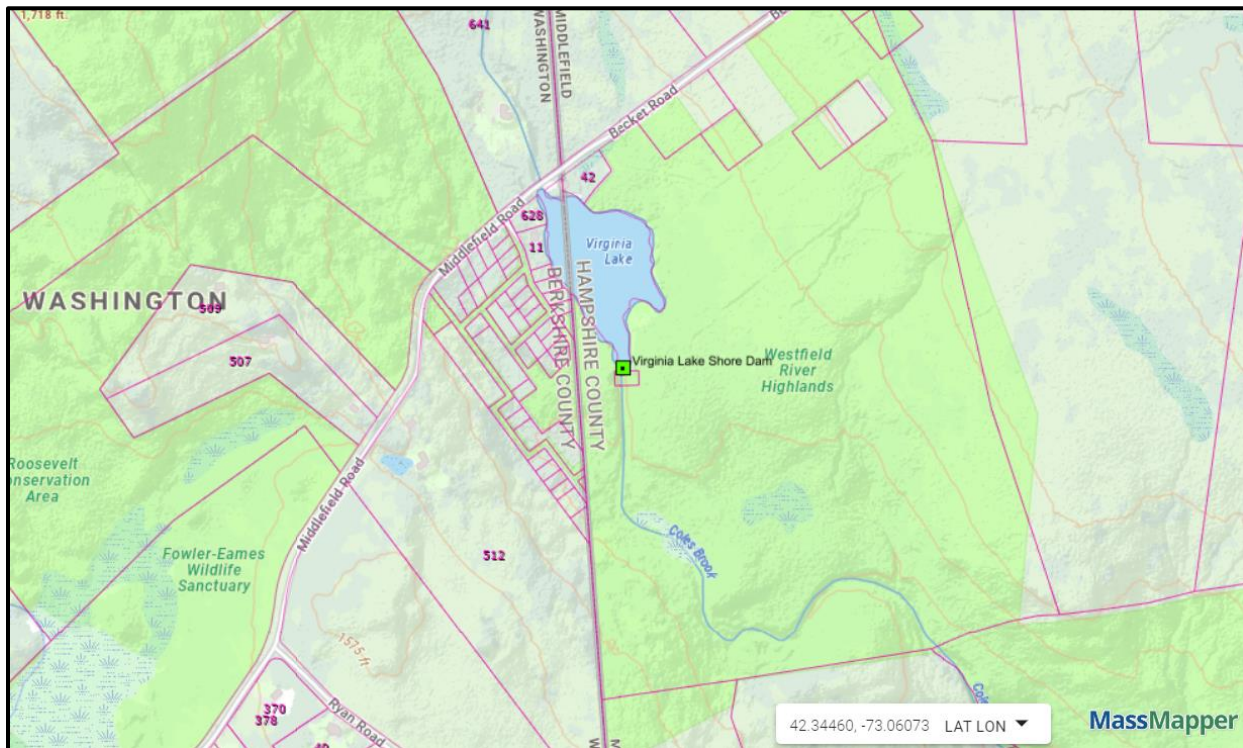 1,718 ft.
641
MIDDLEFIELD
WASHINGTON
Becket Road
42
Middlefield Road
628
11
Virginia
Lake
WASHINGTON
509
507
HAMPSHIRE COUNTY
BERKSHIRE COUNTY
Virginia Lake Shore Dam
Westfield
River
Highlands
Roosevelt
onservation
Area
Middlefield Road
Fowler-Eames
Wildlife
Sanctuary
512
Coles Brook
1575 ft
370
378
Ryan Road
42.34460, -73.06073 LAT LON
MassMapper